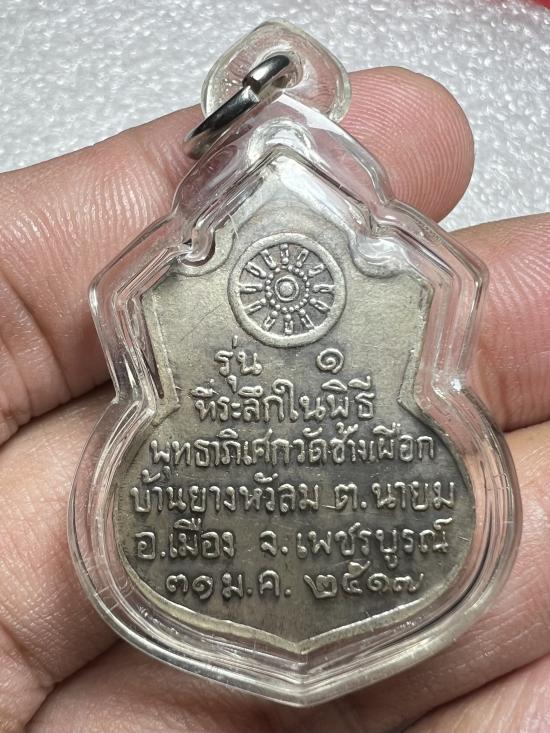 รุ่น ๑
ที่ระลึกในพิธี
พุทธาภิเศกวัดช้างเผือก
บ้านยางหวัลม ต.นายม
อ.เมือง จ.เพชรบูรณ์
๓๑ ม.ค. ๒๕๑๗